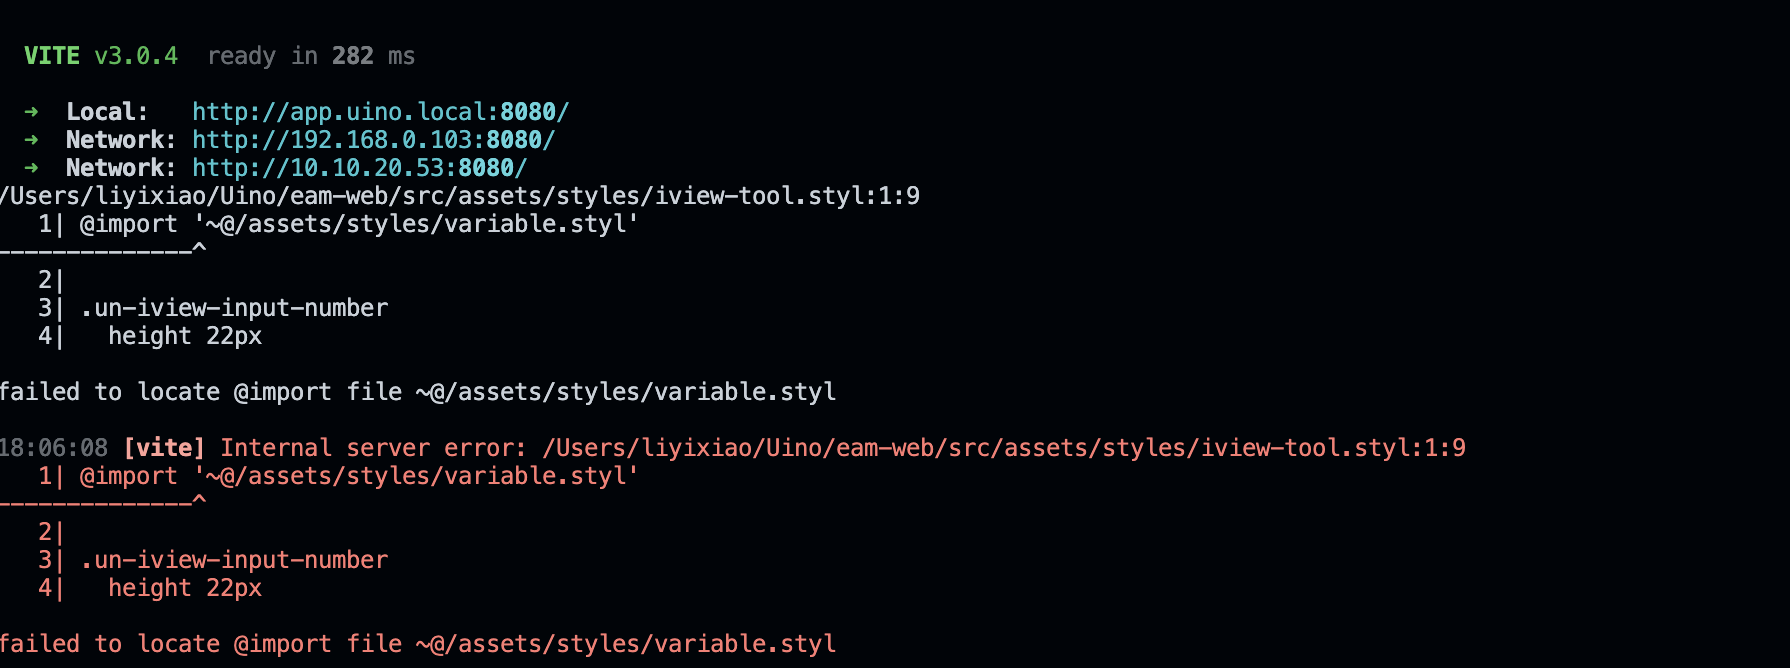 VITE v3.0.4 ready in 282 ms
➜ Local: http://app.uino.local:8080/
➜ Network: http://192.168.0.103:8080/
➜ Network: http://10.10.20.53:8080/
/Users/liyixiao/Uino/eam-web/src/assets/styles/iview-tool.styl:1:9
1| @import '~@/assets/styles/variable.styl'
--------------^
2|
3| .un-iview-input-number
4| height 22px
failed to locate @import file ~@/assets/styles/variable.styl
18:06:08 [vite] Internal server error: /Users/liyixiao/Uino/eam-web/src/assets/styles/iview-tool.styl:1:9
1| @import '~@/assets/styles/variable.styl'
--------------^
2|
3| .un-iview-input-number
4| height 22px
failed to locate @import file ~@/assets/styles/variable.styl